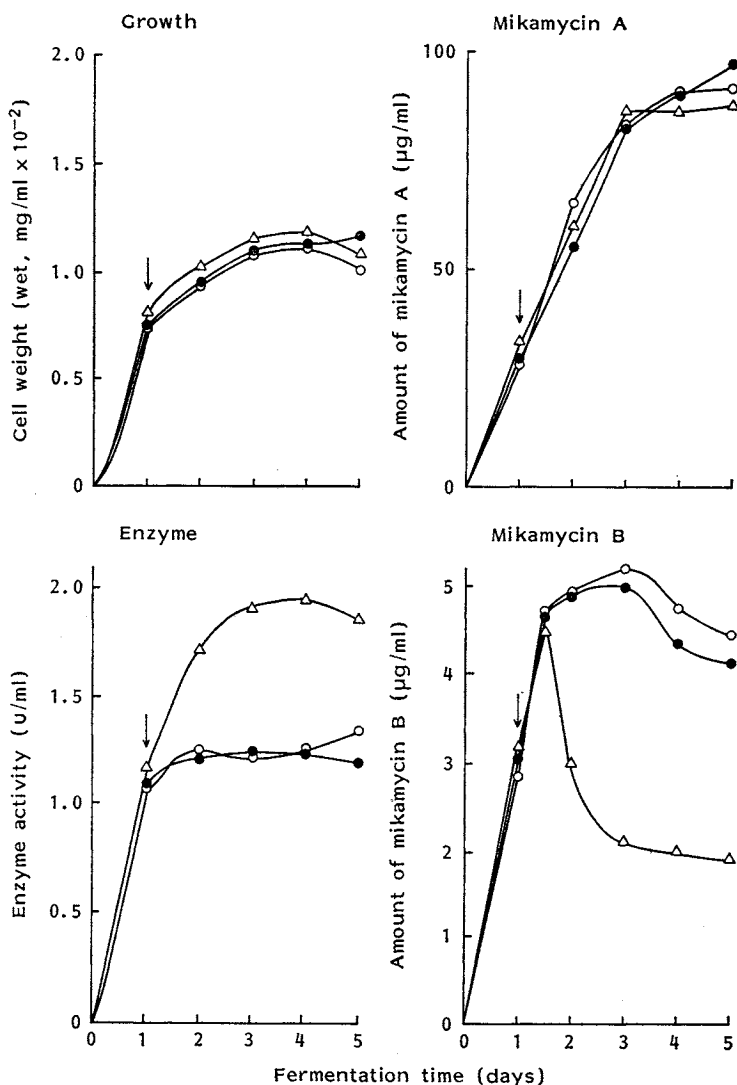 Growth
Mikamycin A
2.0
1.5
1.0
0.5
0
Cell weight (wet, mg/ml x 10⁻²)
100
50
0
Amount of mikamycin A (µg/ml)
Enzyme
Mikamycin B
2.0
1.5
1.0
0.5
0
Enzyme activity (u/ml)
5
4
3
2
1
0
Amount of mikamycin B (µg/ml)
0 1 2 3 4 5
0 1 2 3 4 5
Fermentation time (days)